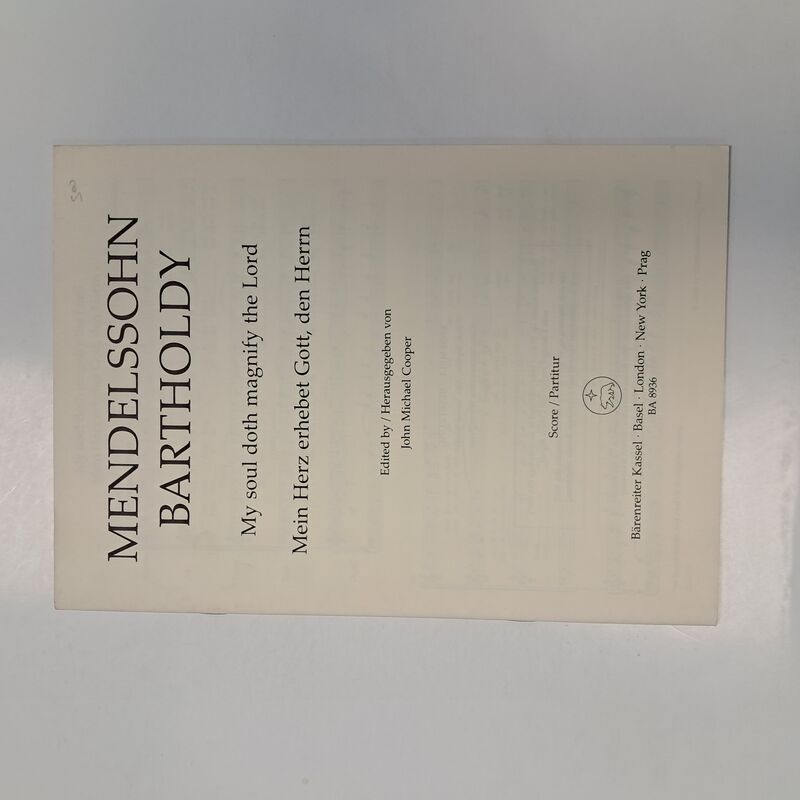 MENDELSSOHN
BARTHOLDY
My soul doth magnify the Lord
Mein Herz erhebet Gott, den Herrn
Edited by / Herausgegeben von
John Michael Cooper
Score / Partitur
Bärenreiter Kassel · Basel · London · New York · Prag
BA 8936